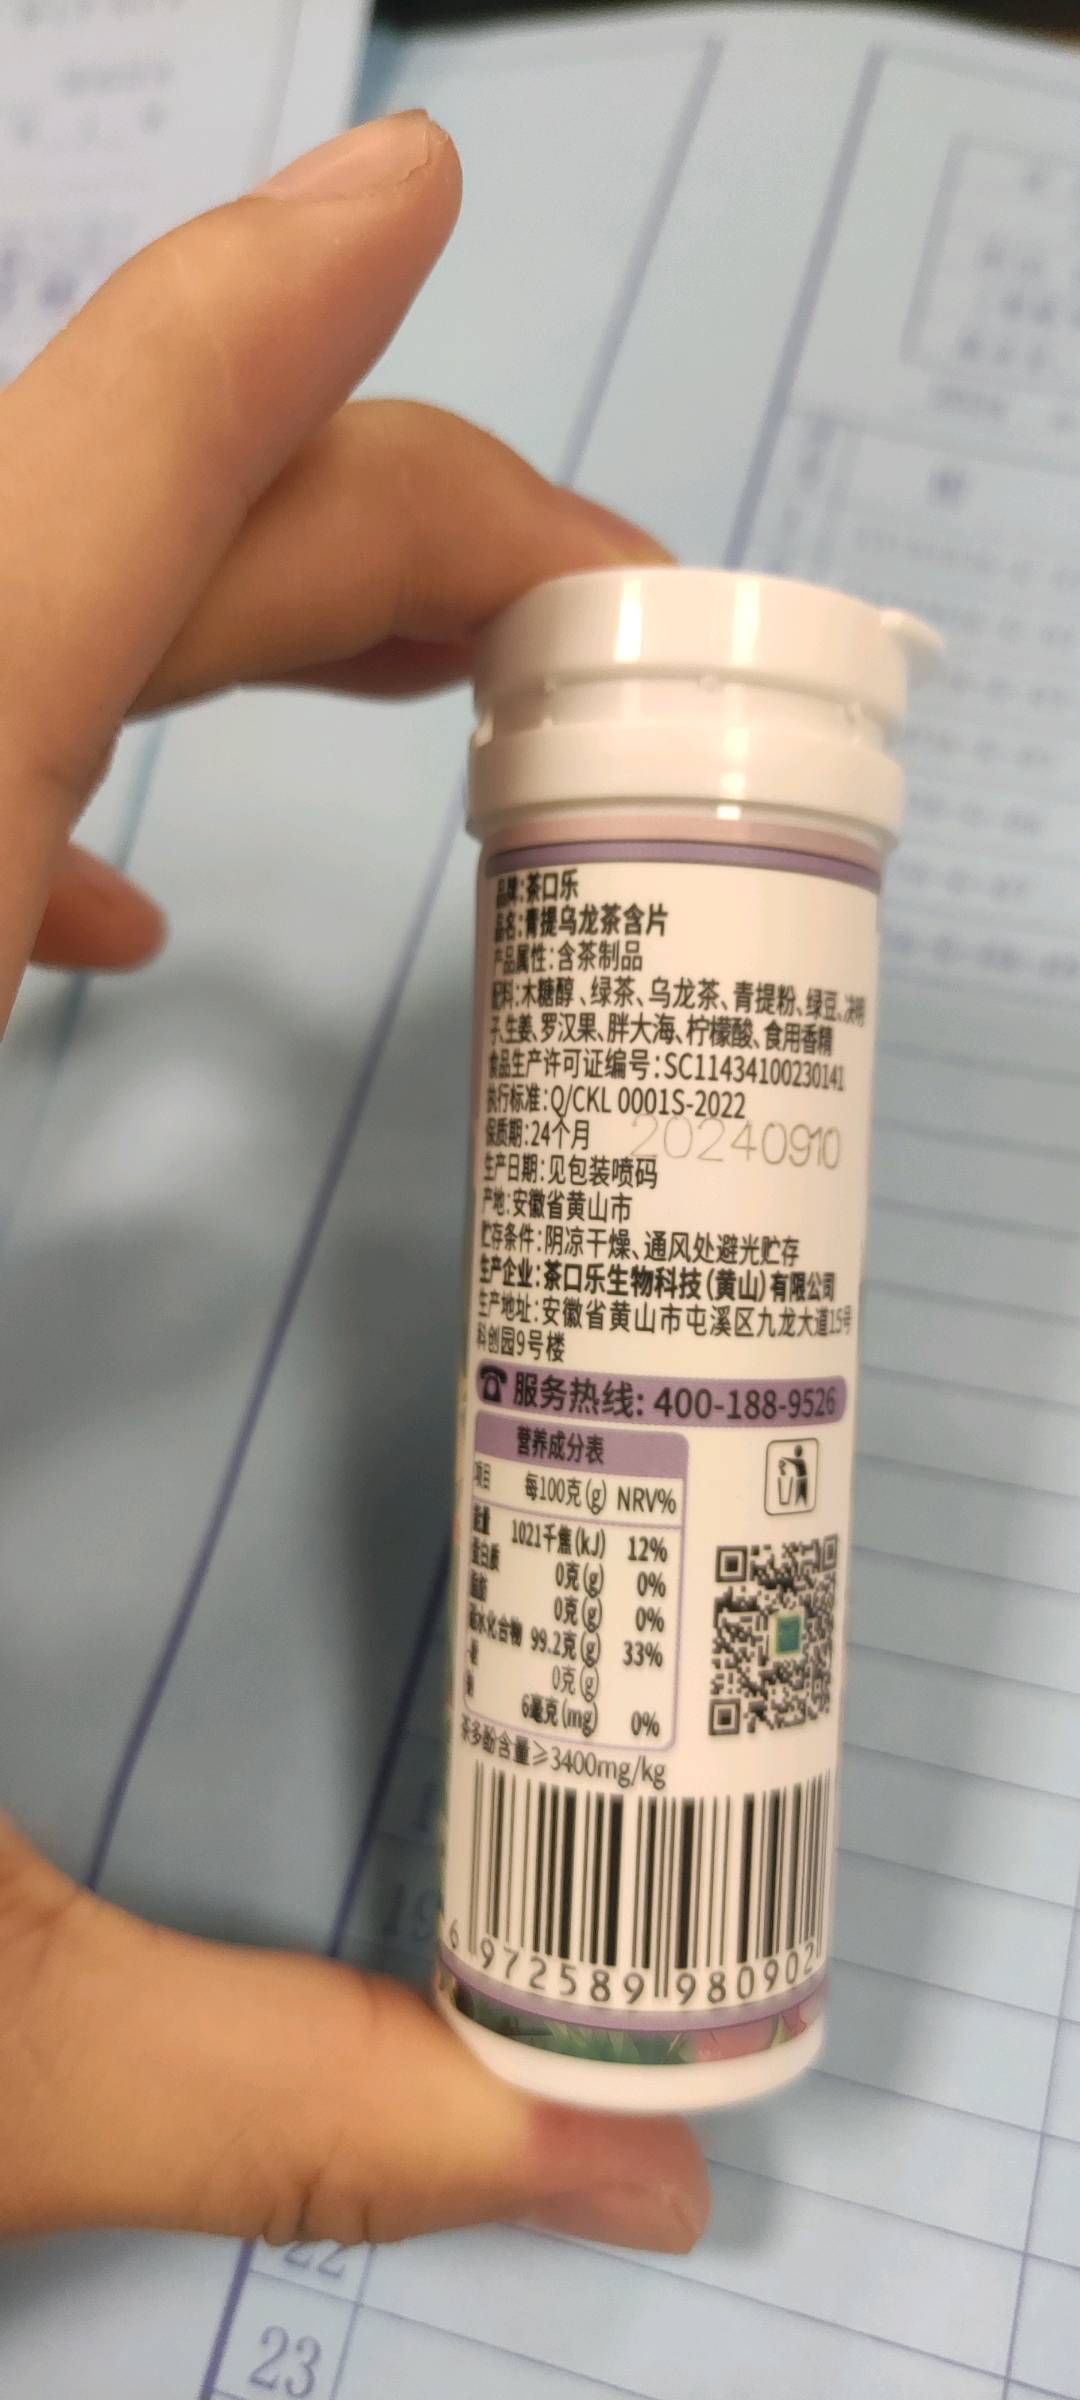 品牌:茶口乐
品名:青提乌龙茶含片
产品属性:含茶制品
配料:木糖醇、绿茶、乌龙茶、青提粉、绿豆、决明
子、生姜、罗汉果、胖大海、柠檬酸、食用香精
食品生产许可证编号:SC11434100230141
执行标准:Q/CKL 0001S-2022
保质期:24个月
20240910
生产日期:见包装喷码
产地:安徽省黄山市
贮存条件:阴凉干燥、通风处避光贮存
生产企业:茶口乐生物科技(黄山)有限公司
生产地址:安徽省黄山市屯溪区九龙大道15号
科创园9号楼
服务热线: 400-188-9526
营养成分表
项目 每100克(g) NRV%
能量 1021千焦(kJ) 12%
蛋白质 0克(g) 0%
脂肪 0克(g) 0%
碳水化合物 99.2克(g) 33%
-糖 0克(g)
钠 6毫克(mg) 0%
茶多酚含量≥3400mg/kg
6 972589 980902
19
22
23